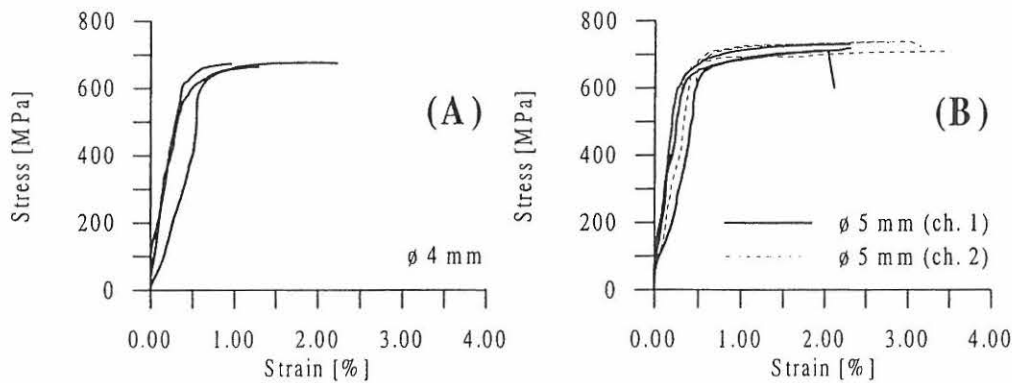 800
600
400
200
0
Stress [MPa]
(A)
ø 4 mm
0.00 1.00 2.00 3.00 4.00
Strain [%]
800
600
400
200
0
Stress [MPa]
(B)
ø 5 mm (ch. 1)
ø 5 mm (ch. 2)
0.00 1.00 2.00 3.00 4.00
Strain [%]